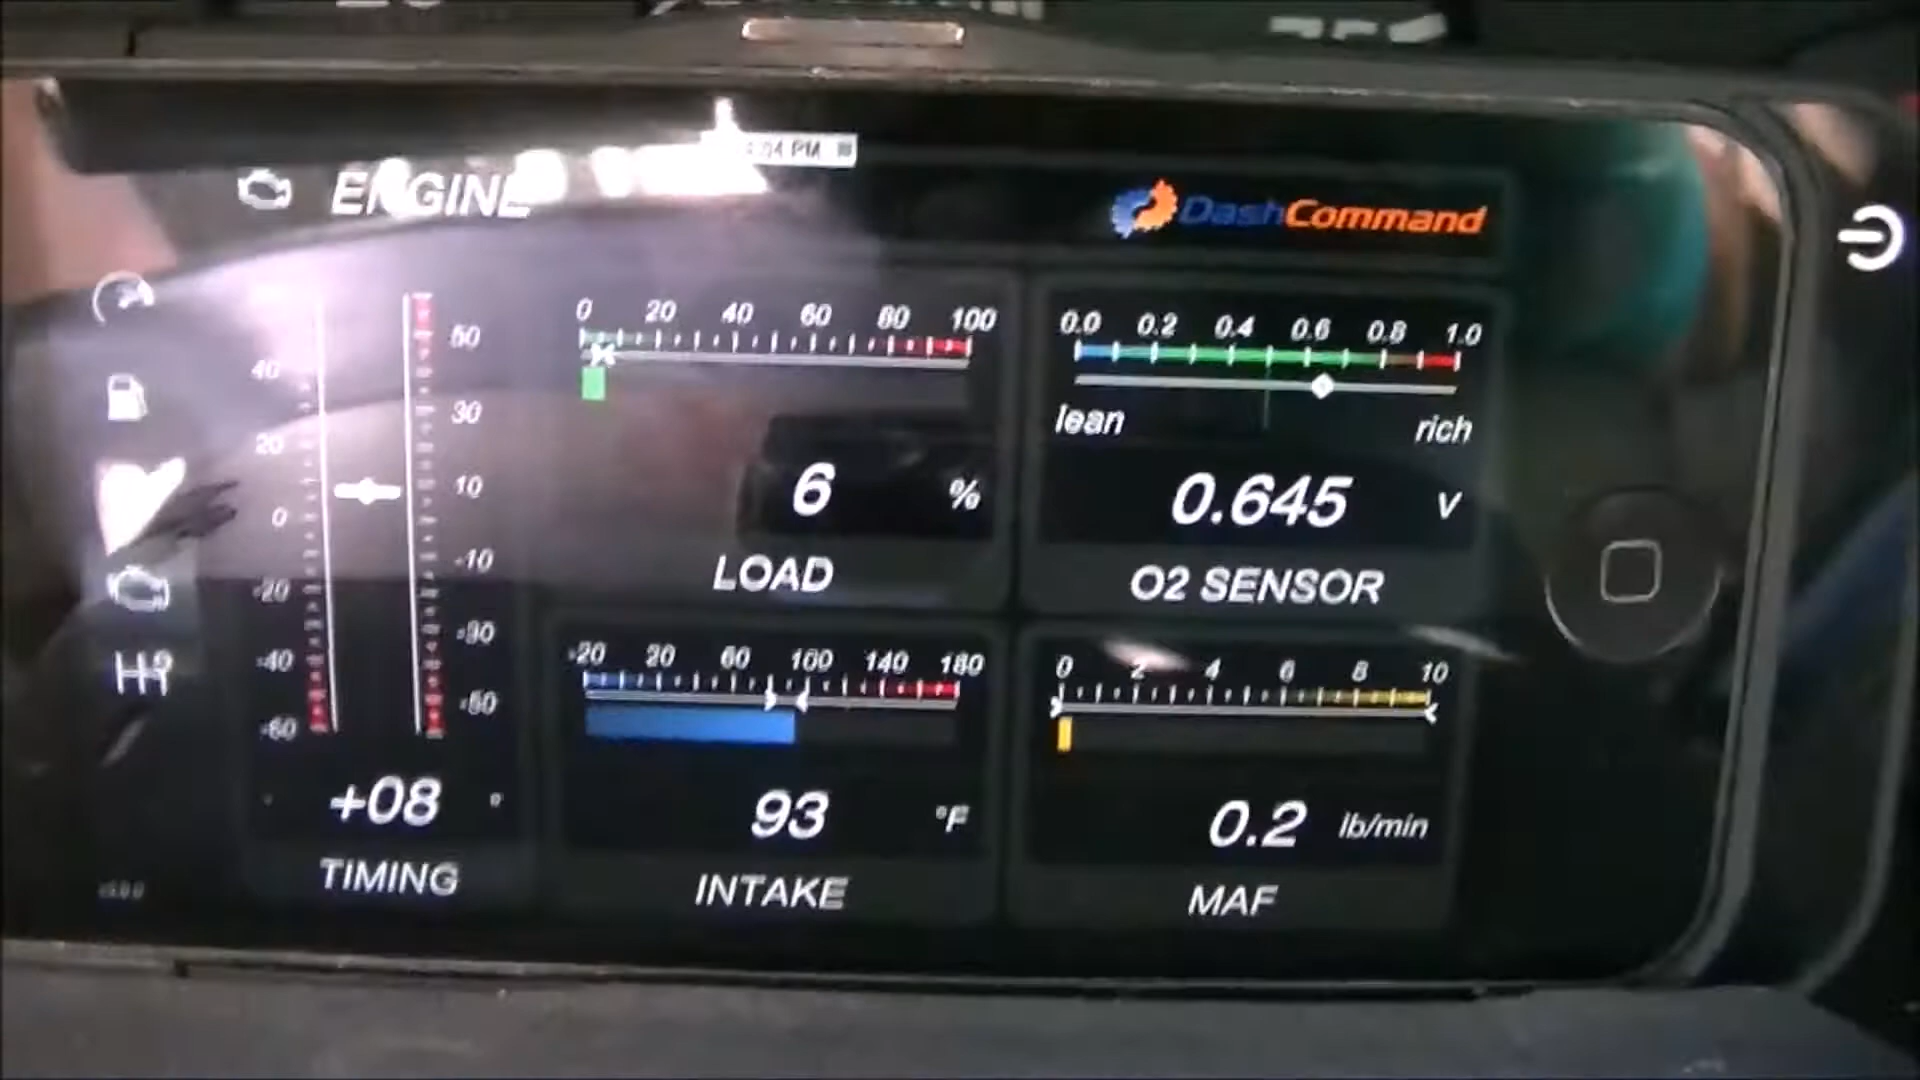 04 PM
ENGINE
DashCommand
0 20 40 60 80 100
0.0 0.2 0.4 0.6 0.8 1.0
lean rich
6 %
LOAD
0.645 V
O2 SENSOR
40 20 0 -20 -40 -60
50 30 10 -10 -30 -50
+08 °
TIMING
-20 20 60 100 140 180
93 °F
INTAKE
0 2 4 6 8 10
0.2 lb/min
MAF